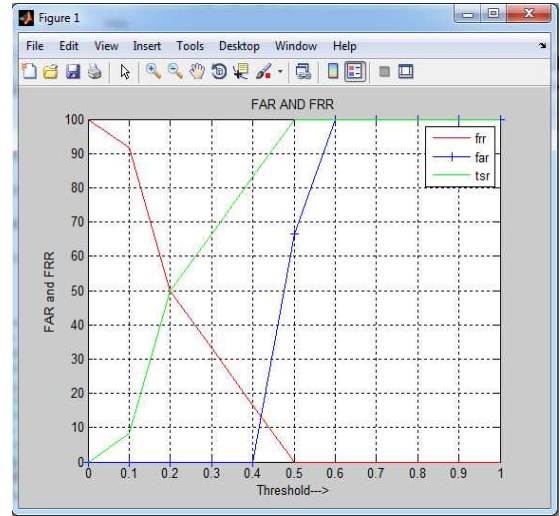 Figure 1
File Edit View Insert Tools Desktop Window Help
FAR AND FRR
100
90
80
70
60
50
40
30
20
10
0
FAR and FRR
frr
far
tsr
0 0.1 0.2 0.3 0.4 0.5 0.6 0.7 0.8 0.9 1
Threshold--->